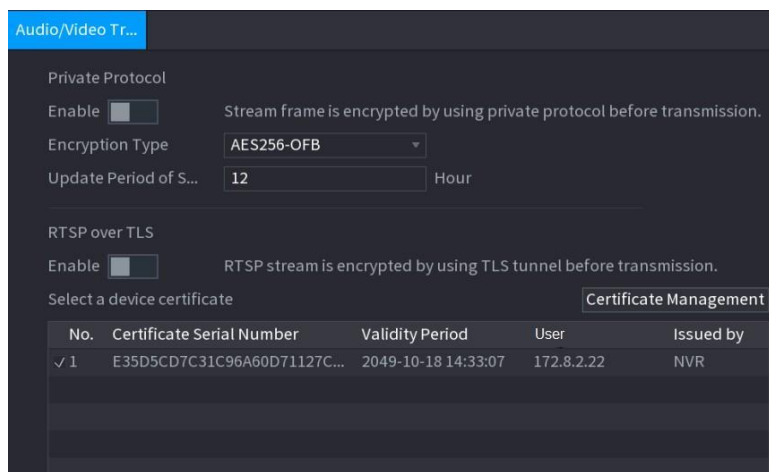 Audio/Video Tr...
Private Protocol
Enable Stream frame is encrypted by using private protocol before transmission.
Encryption Type AES256-OFB
Update Period of S... 12 Hour
RTSP over TLS
Enable RTSP stream is encrypted by using TLS tunnel before transmission.
Select a device certificate Certificate Management
No. Certificate Serial Number Validity Period User Issued by
1 E35D5CD7C31C96A60D71127C... 2049-10-18 14:33:07 172.8.2.22 NVR